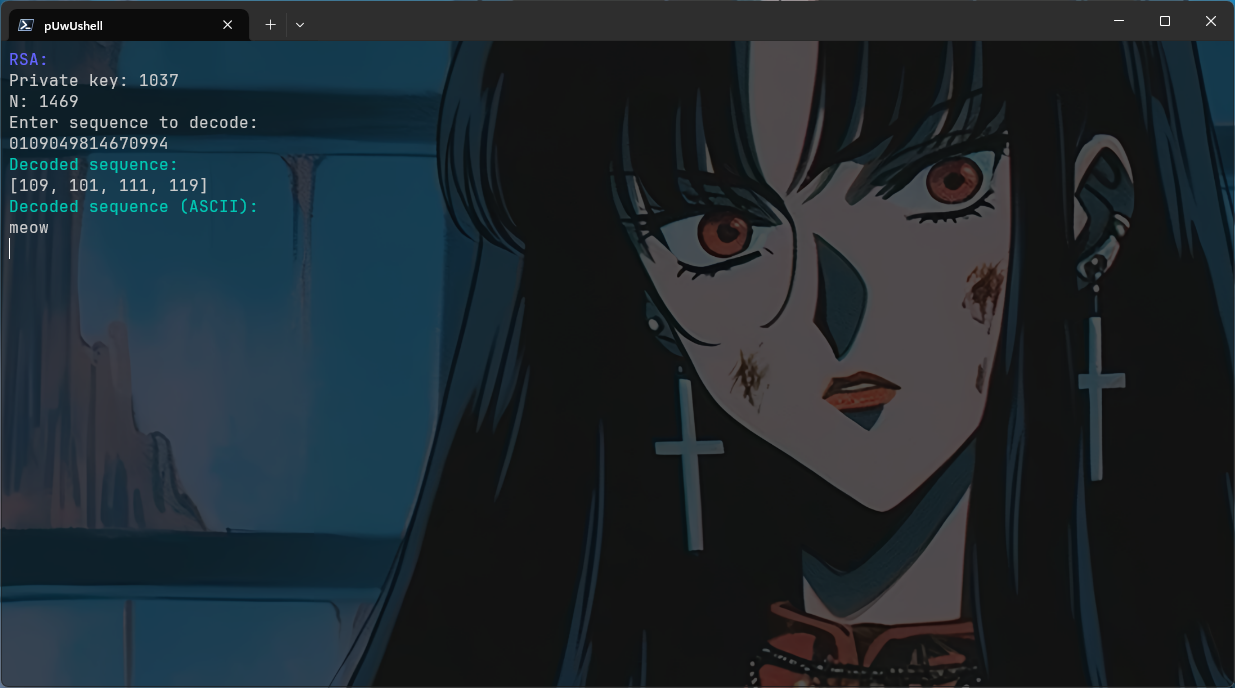 pUwUshell
RSA:
Private key: 1037
N: 1469
Enter sequence to decode:
0109049814670994
Decoded sequence:
[109, 101, 111, 119]
Decoded sequence (ASCII):
meow